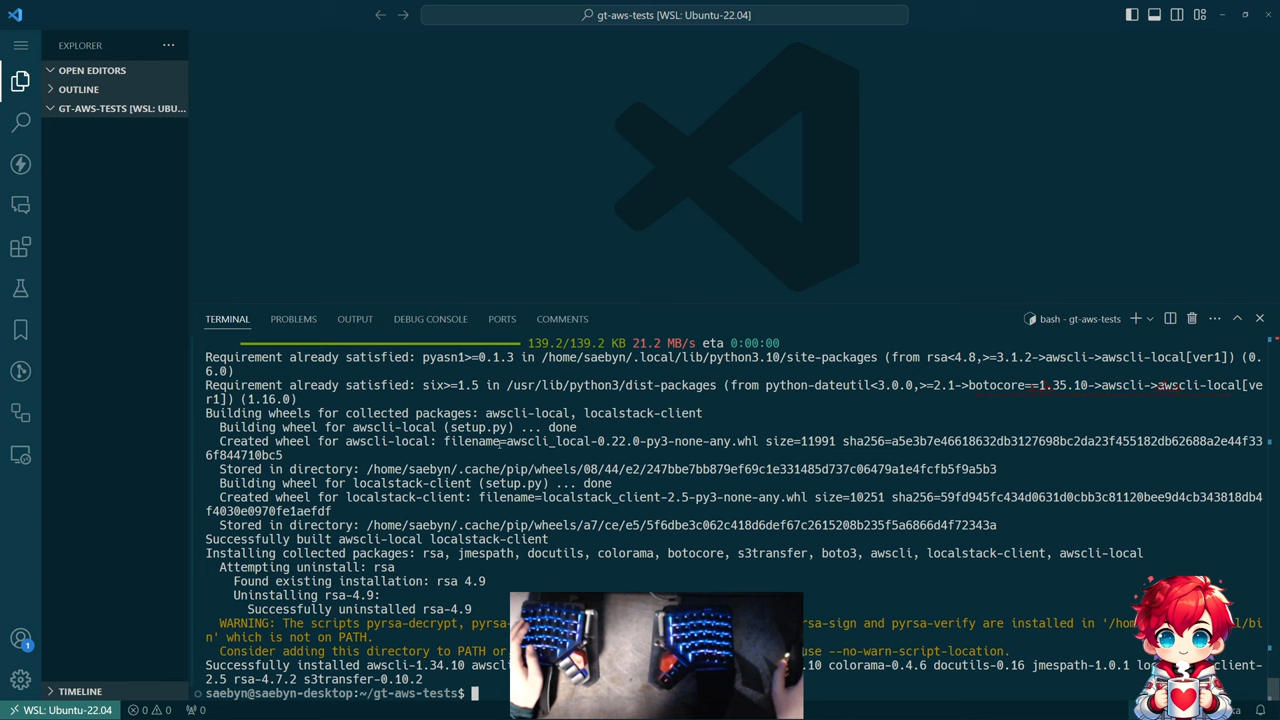 gt-aws-tests [WSL: Ubuntu-22.04]
EXPLORER
OPEN EDITORS
OUTLINE
GT-AWS-TESTS [WSL: UBU...
TERMINAL
PROBLEMS
OUTPUT
DEBUG CONSOLE
PORTS
COMMENTS
bash - gt-aws-tests
139.2/139.2 KB 21.2 MB/s eta 0:00:00
Requirement already satisfied: pyasn1>=0.1.3 in /home/saebyn/.local/lib/python3.10/site-packages (from rsa<4.8,>=3.1.2->awscli->awscli-local[ver1]) (0.
6.0)
Requirement already satisfied: six>=1.5 in /usr/lib/python3/dist-packages (from python-dateutil<3.0.0,>=2.1->botocore==1.35.10->awscli->awscli-local[ve
r1]) (1.16.0)
Building wheels for collected packages: awscli-local, localstack-client
Building wheel for awscli-local (setup.py) ... done
Created wheel for awscli-local: filename=awscli_local-0.22.0-py3-none-any.whl size=11991 sha256=a5e3b7e46618632db3127698bc2da23f455182db62688a2e44f33
6f844710bc5
Stored in directory: /home/saebyn/.cache/pip/wheels/08/44/e2/247bbe7bb879ef69c1e331485d737c06479a1e4fcfb5f9a5b3
Building wheel for localstack-client (setup.py) ... done
Created wheel for localstack-client: filename=localstack_client-2.5-py3-none-any.whl size=10251 sha256=59fd945fc434d0631d0cbb3c81120bee9d4cb343818db4
f4030e0970fe1aefdf
Stored in directory: /home/saebyn/.cache/pip/wheels/a7/ce/e5/5f6dbe3c062c418d6def67c2615208b235f5a6866d4f72343a
Successfully built awscli-local localstack-client
Installing collected packages: rsa, jmespath, docutils, colorama, botocore, s3transfer, boto3, awscli, localstack-client, awscli-local
Attempting uninstall: rsa
Found existing installation: rsa 4.9
Uninstalling rsa-4.9:
Successfully uninstalled rsa-4.9
WARNING: The scripts pyrsa-decrypt, pyrsa-sign and pyrsa-verify are installed in '/hom
n' which is not on PATH.
Consider adding this directory to PATH or, use --no-warn-script-location.
Successfully installed awscli-1.34.10 colorama-0.4.6 docutils-0.16 jmespath-1.0.1
2.5 rsa-4.7.2 s3transfer-0.10.2
saebyn@saebyn-desktop:~/gt-aws-tests$
TIMELINE
WSL: Ubuntu-22.04
0
0
0
1